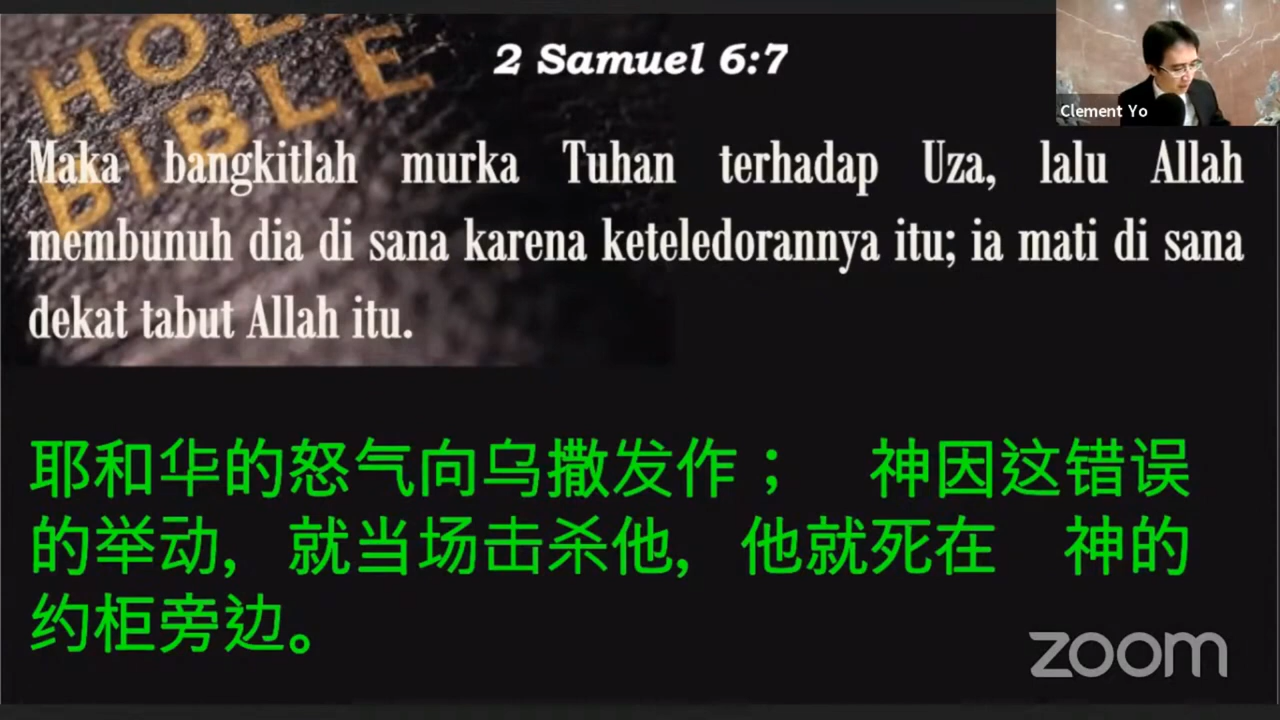 HOLY
BIBLE
2 Samuel 6:7
Clement Yo
Maka bangkitlah murka Tuhan terhadap Uza, lalu Allah
membunuh dia di sana karena keteledorannya itu; ia mati di sana
dekat tabut Allah itu.
耶和华的怒气向乌撒发作； 神因这错误
的举动, 就当场击杀他, 他就死在 神的
约柜旁边。
zoom